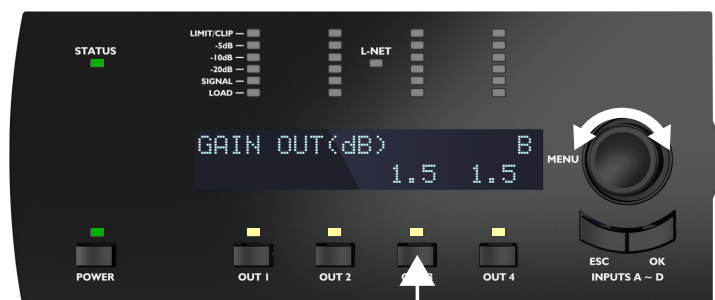 STATUS
LIMIT/CLIP
-5dB
-10dB
-20dB
SIGNAL
LOAD
L-NET
GAIN OUT(dB) B
1.5 1.5
MENU
POWER
OUT 1
OUT 2
OUT 4
ESC OK
INPUTS A ~ D